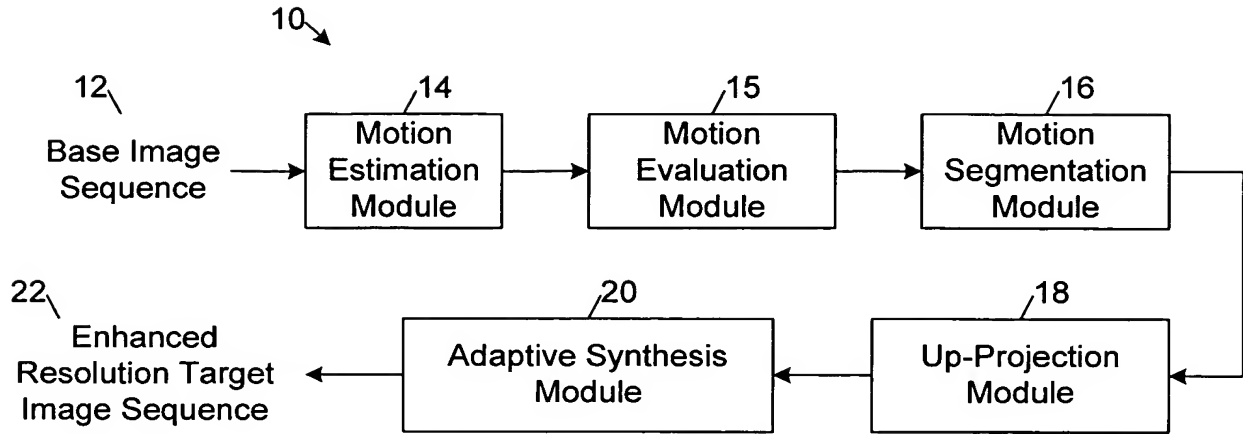 10
12
14
15
16
Base Image
Sequence
Motion
Estimation
Module
Motion
Evaluation
Module
Motion
Segmentation
Module
22
20
18
Enhanced
Resolution Target
Image Sequence
Adaptive Synthesis
Module
Up-Projection
Module